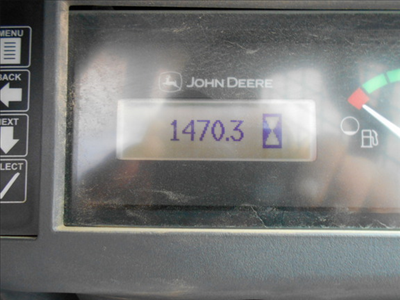 MENU
BACK
NEXT
SELECT
JOHN DEERE
1470.3